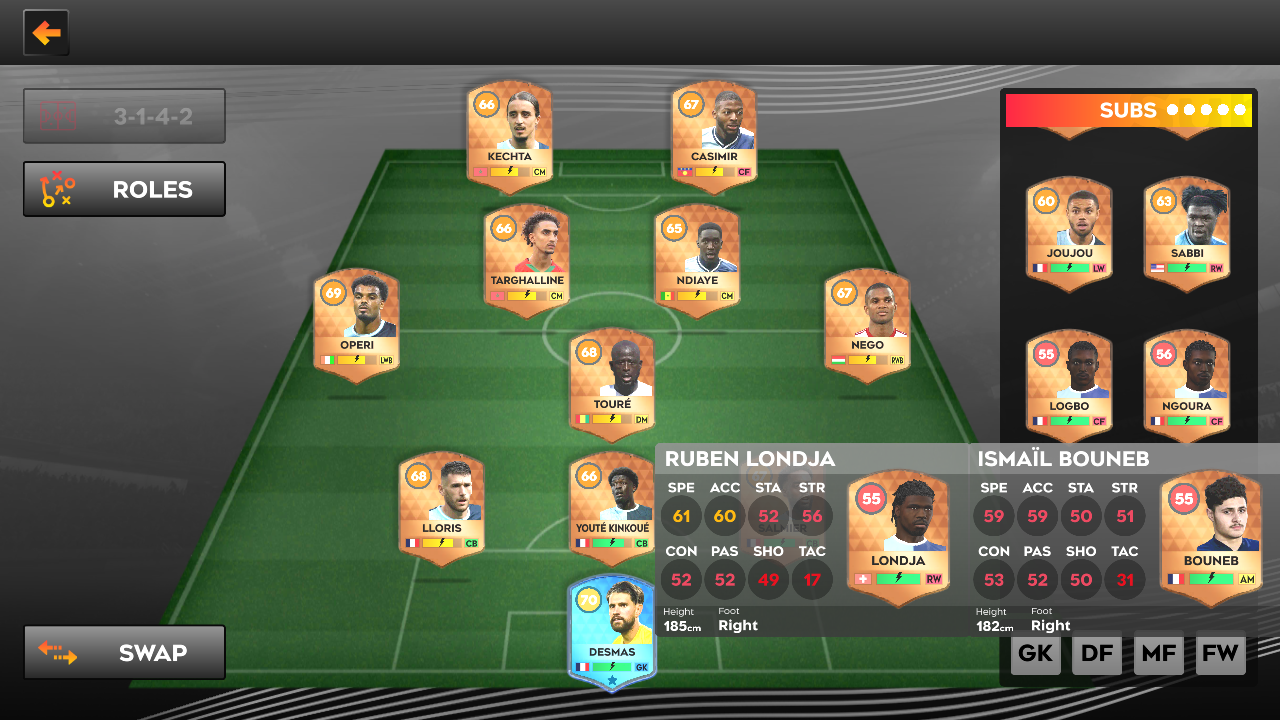 3-1-4-2
ROLES
SWAP
66
KECHTA
CM
67
CASIMIR
CF
66
TARGHALLINE
CM
65
NDIAYE
CM
69
OPERI
LWB
67
NEGO
RWB
68
TOURÉ
DM
68
LLORIS
CB
66
YOUTÉ KINKOUÉ
CB
SALMIER
CB
70
DESMAS
GK
SUBS
60
JOUJOU
LW
63
SABBI
RW
55
LOGBO
CF
56
NGOURA
CF
RUBEN LONDJA
SPE ACC STA STR
61 60 52 56
CON PAS SHO TAC
52 52 49 17
Height Foot
185cm Right
55
LONDJA
RW
ISMAÏL BOUNEB
SPE ACC STA STR
59 59 50 51
CON PAS SHO TAC
53 52 50 31
Height Foot
182cm Right
55
BOUNEB
AM
GK DF MF FW